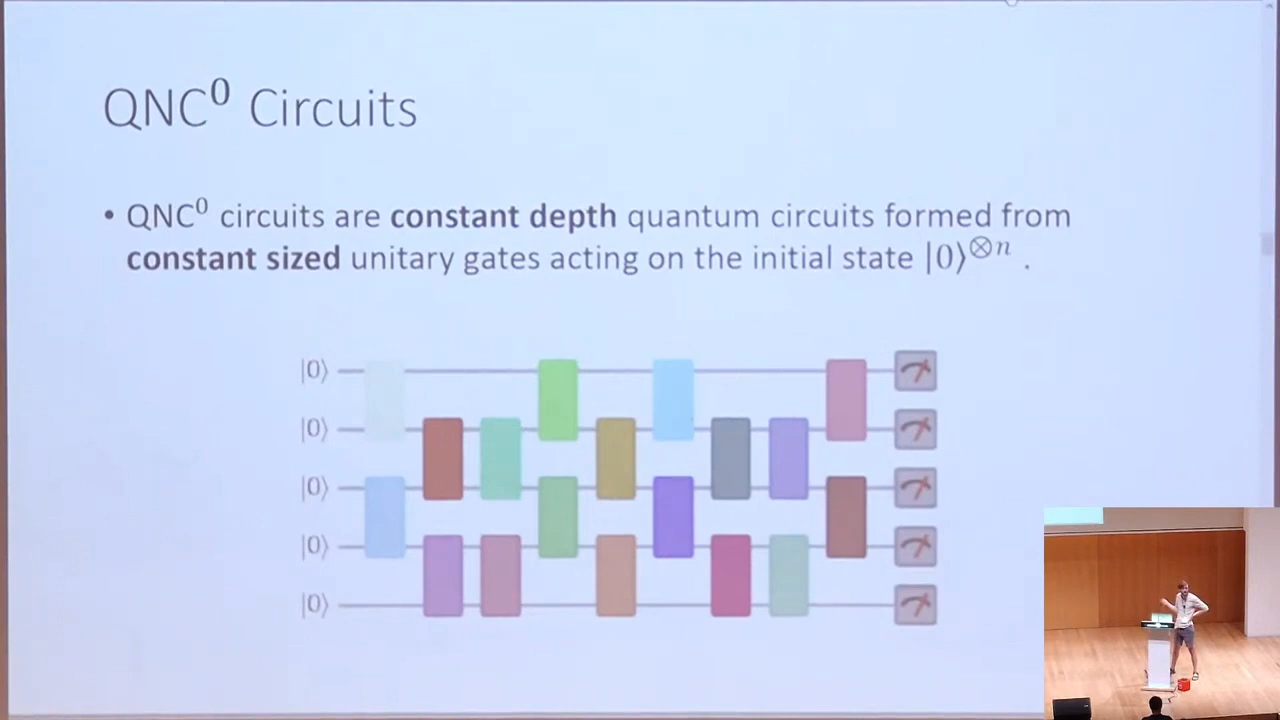 QNC⁰ Circuits
• QNC⁰ circuits are constant depth quantum circuits formed from
constant sized unitary gates acting on the initial state |0⟩^⊗n .
|0⟩
|0⟩
|0⟩
|0⟩
|0⟩